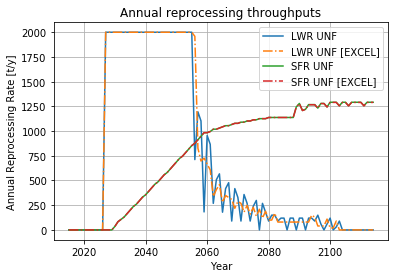 Annual reprocessing throughputs
Annual Reprocessing Rate [t/y]
2000
1750
1500
1250
1000
750
500
250
0
LWR UNF
LWR UNF [EXCEL]
SFR UNF
SFR UNF [EXCEL]
2020 2040 2060 2080 2100
Year